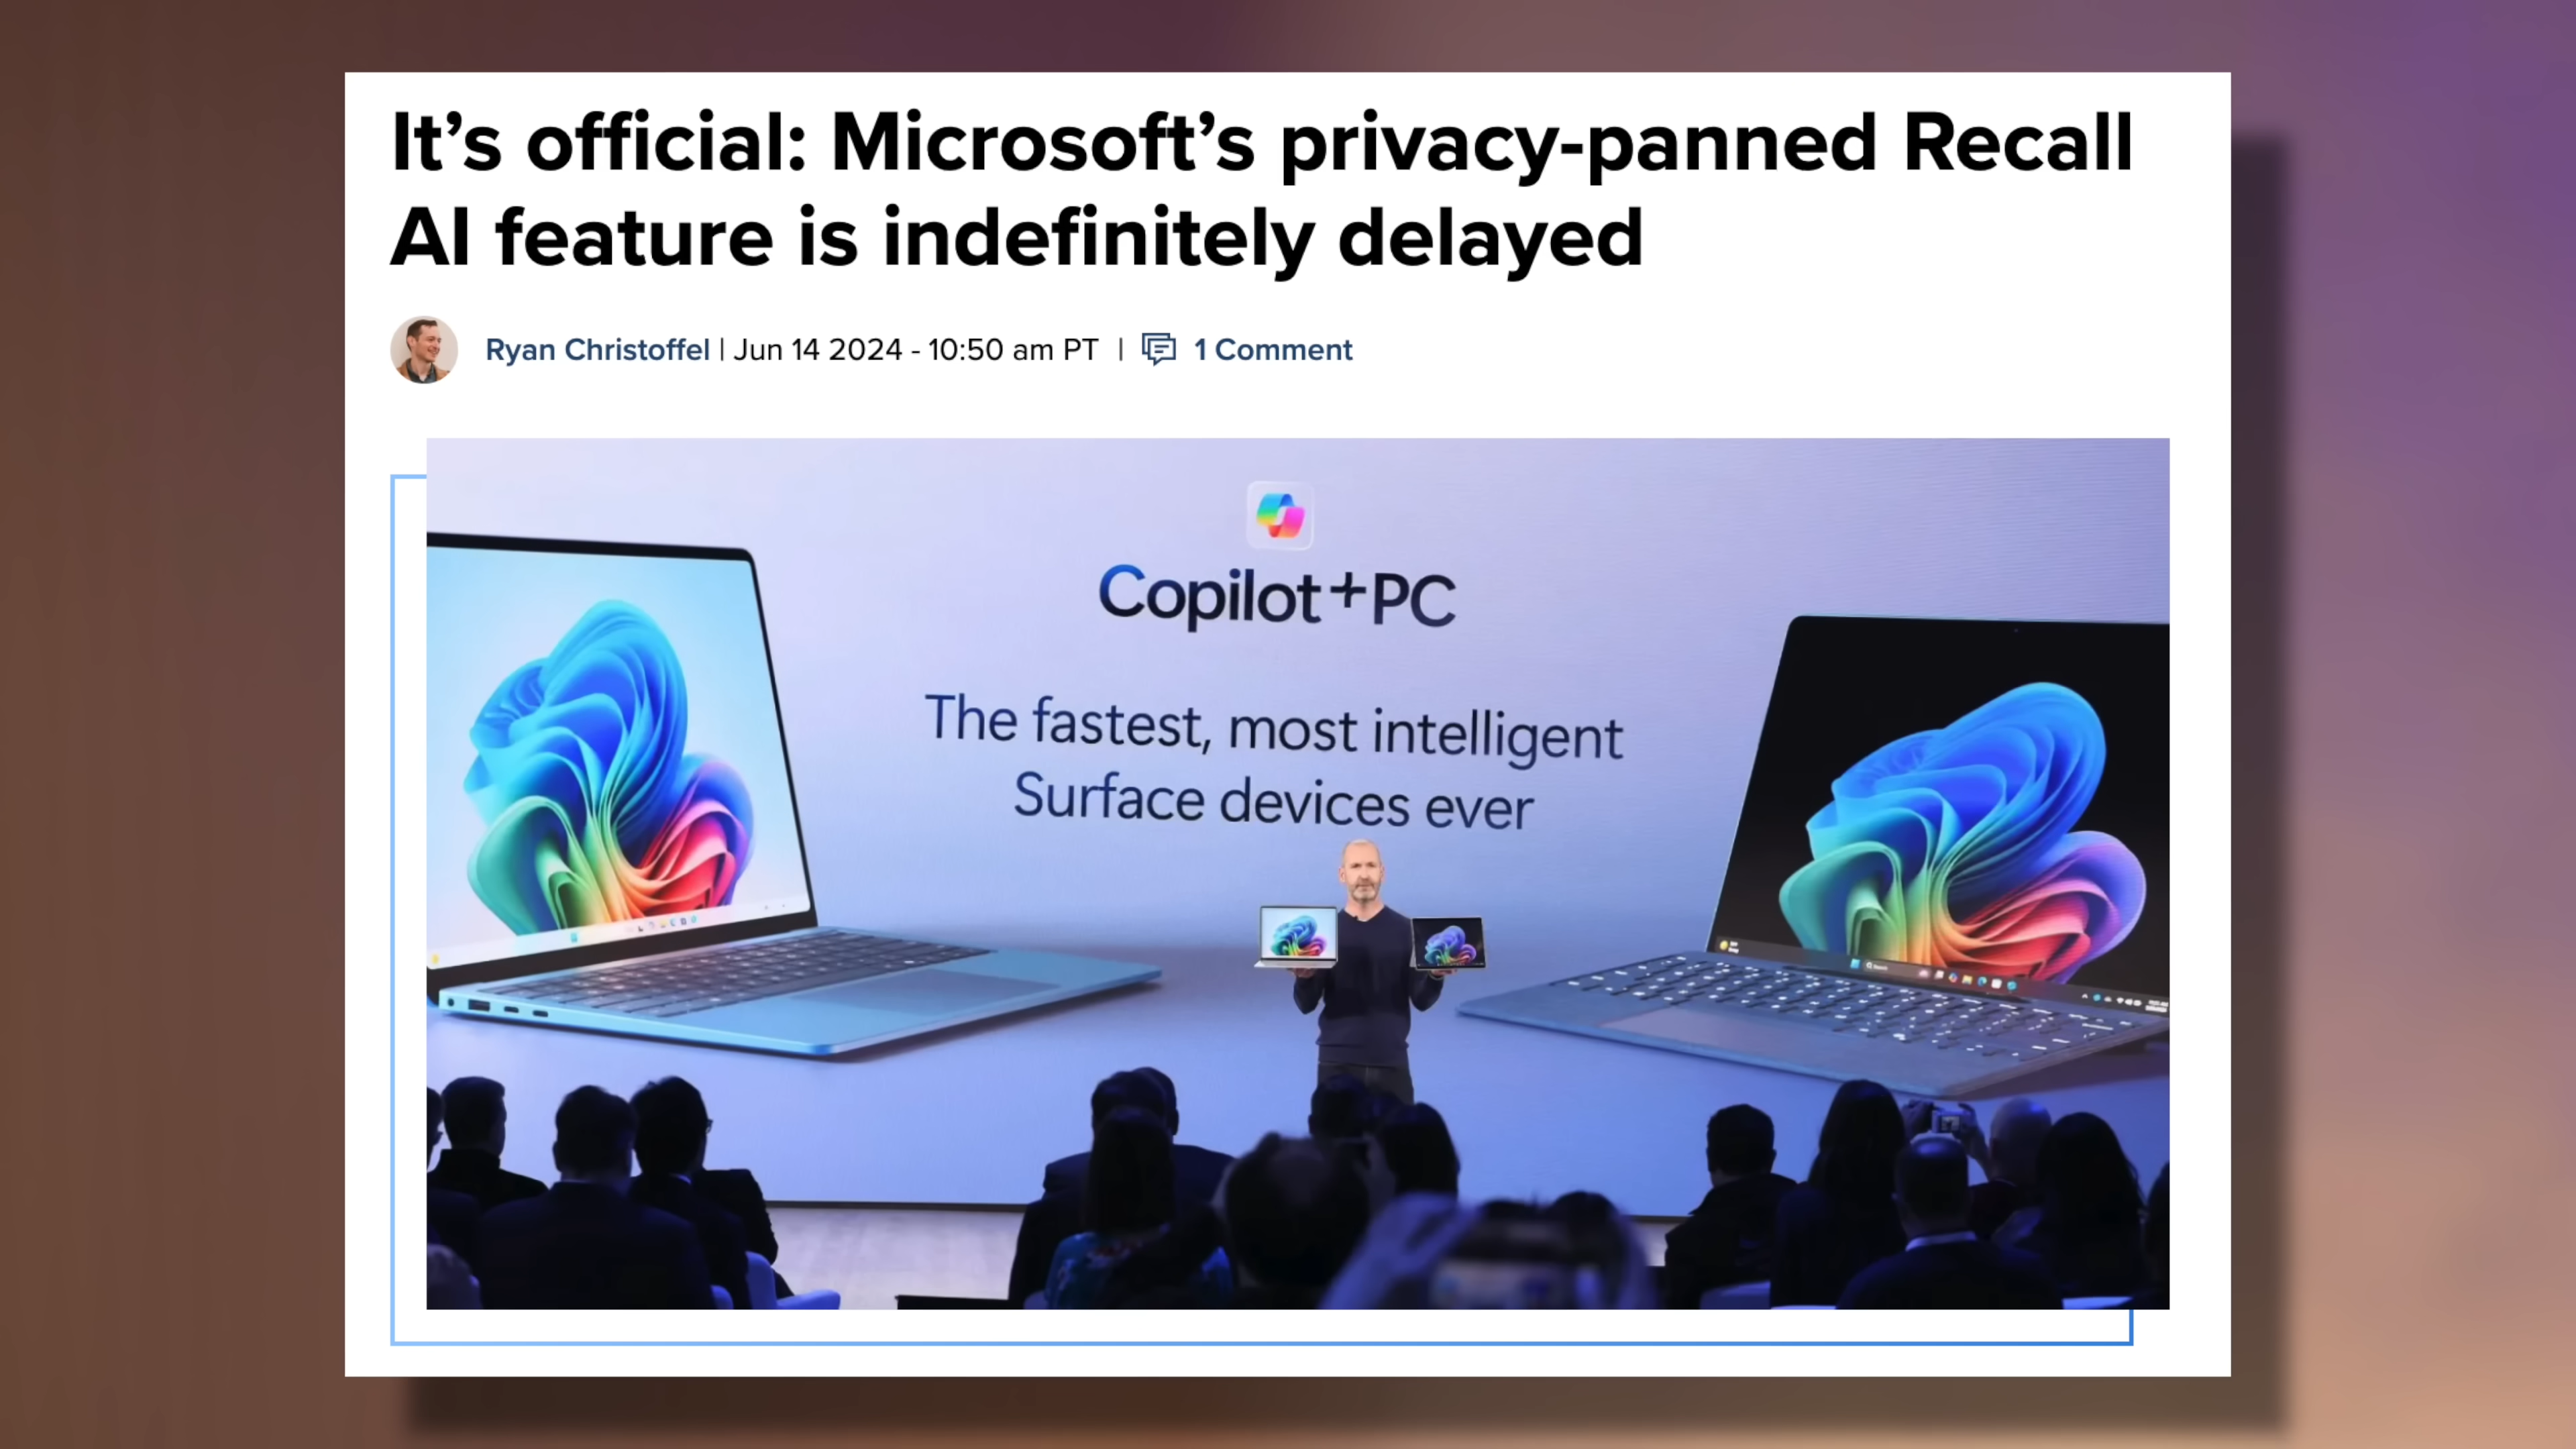 It’s official: Microsoft’s privacy-panned Recall
AI feature is indefinitely delayed
Ryan Christoffel | Jun 14 2024 - 10:50 am PT | 1 Comment
Copilot+PC
The fastest, most intelligent
Surface devices ever